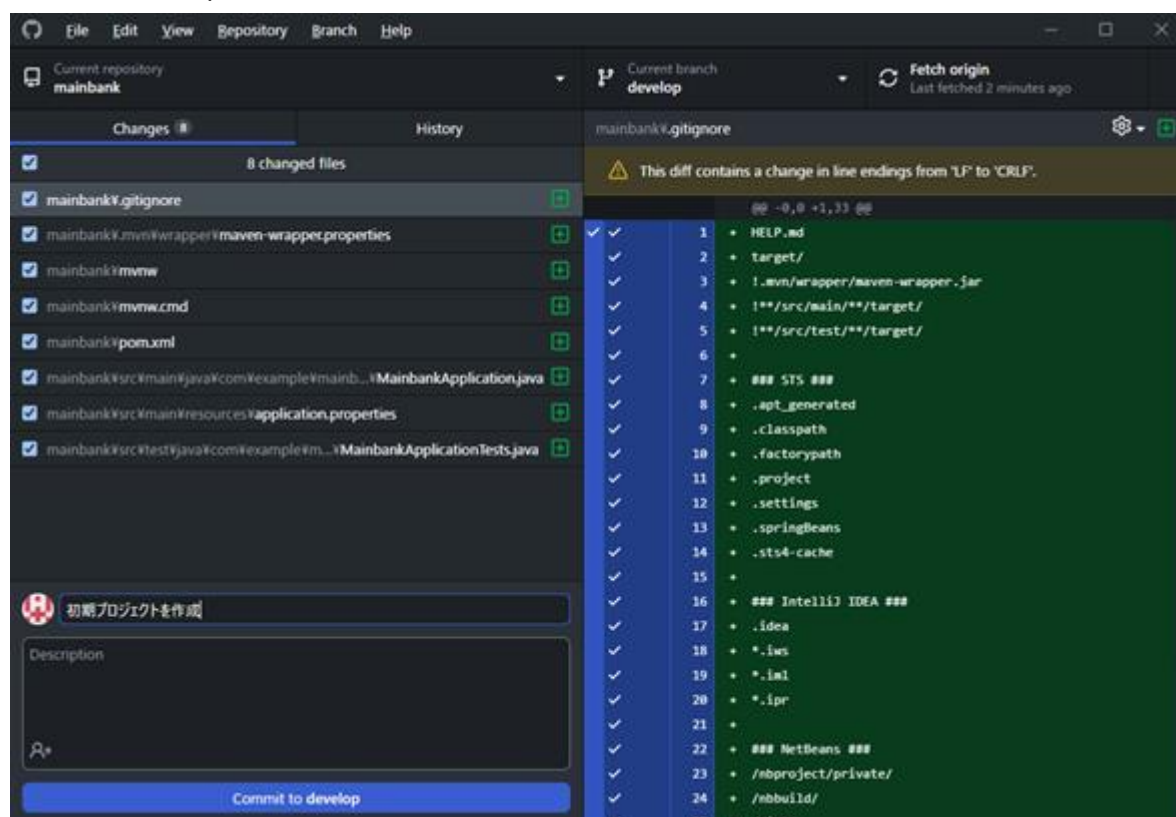 File Edit View Repository Branch Help
Current repository
mainbank
Current branch
develop
Fetch origin
Last fetched 2 minutes ago
Changes 8
History
8 changed files
mainbank¥.gitignore
mainbank¥.mvn¥wrapper¥maven-wrapper.properties
mainbank¥mvnw
mainbank¥mvnw.cmd
mainbank¥pom.xml
mainbank¥src¥main¥java¥com¥example¥mainb...¥MainbankApplication.java
mainbank¥src¥main¥resources¥application.properties
mainbank¥src¥test¥java¥com¥example¥m...¥MainbankApplicationTests.java
初期プロジェクトを作成
Description
Commit to develop
mainbank¥.gitignore
This diff contains a change in line endings from 'LF' to 'CRLF'.
@@ -0,0 +1,33 @@
1 + HELP.md
2 + target/
3 + !.mvn/wrapper/maven-wrapper.jar
4 + !**/src/main/**/target/
5 + !**/src/test/**/target/
6 +
7 + ### STS ###
8 + .apt_generated
9 + .classpath
10 + .factorypath
11 + .project
12 + .settings
13 + .springBeans
14 + .sts4-cache
15 +
16 + ### IntelliJ IDEA ###
17 + .idea
18 + *.iws
19 + *.iml
20 + *.ipr
21 +
22 + ### NetBeans ###
23 + /nbproject/private/
24 + /nbbuild/